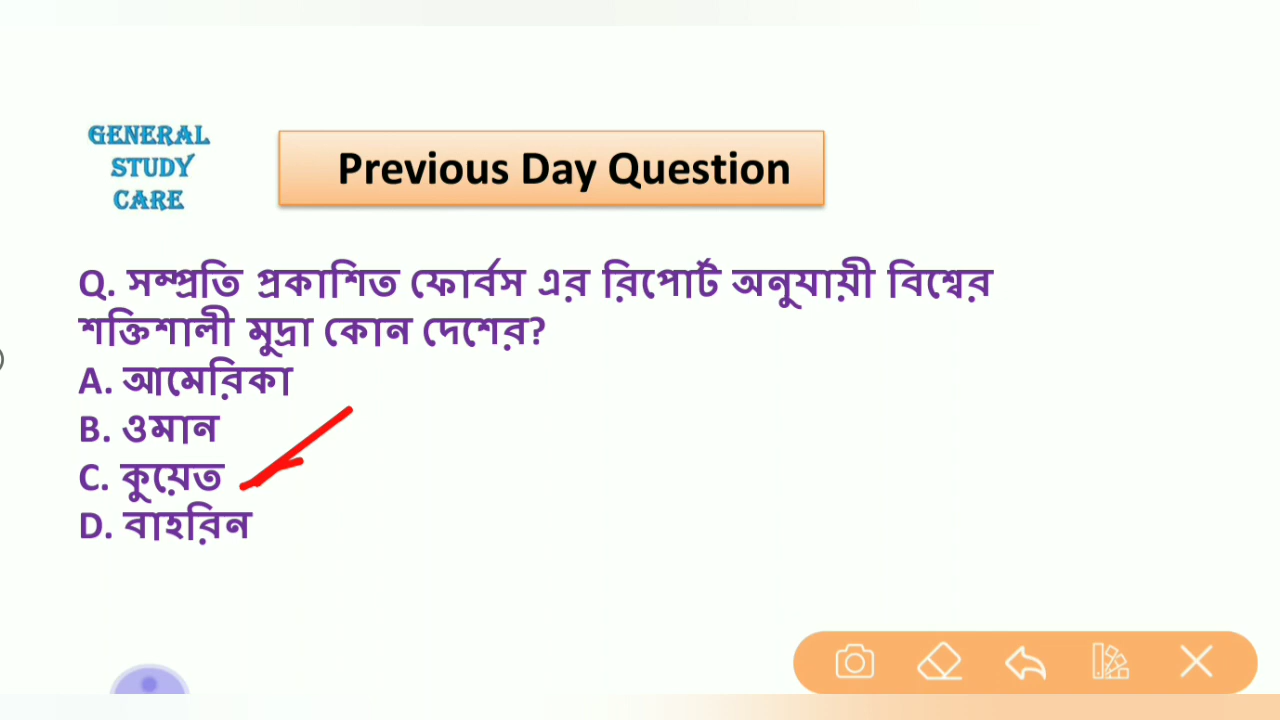 GENERAL
STUDY
CARE
Previous Day Question
Q. সম্প্রতি প্রকাশিত ফোর্বস এর রিপোর্ট অনুযায়ী বিশ্বের
শক্তিশালী মুদ্রা কোন দেশের?
A. আমেরিকা
B. ওমান
C. কুয়েত
D. বাহরিন